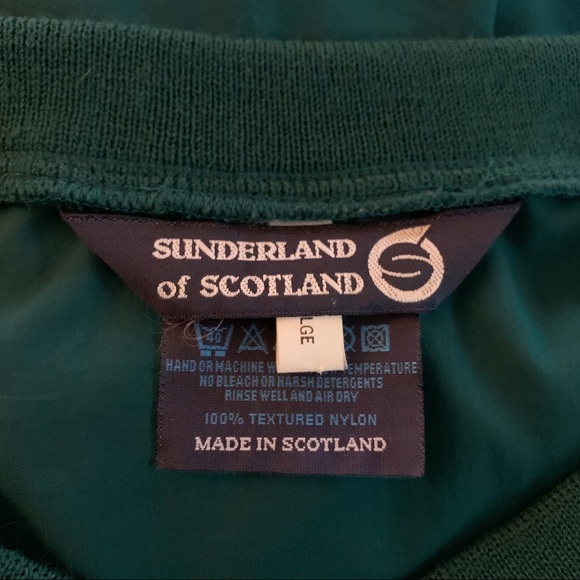 SUNDERLAND
of SCOTLAND
LGE
40
HAND OR MACHINE W TEMPERATURE
NO BLEACH OR HARSH DETERGENTS
RINSE WELL AND AIR DRY
100% TEXTURED NYLON
MADE IN SCOTLAND